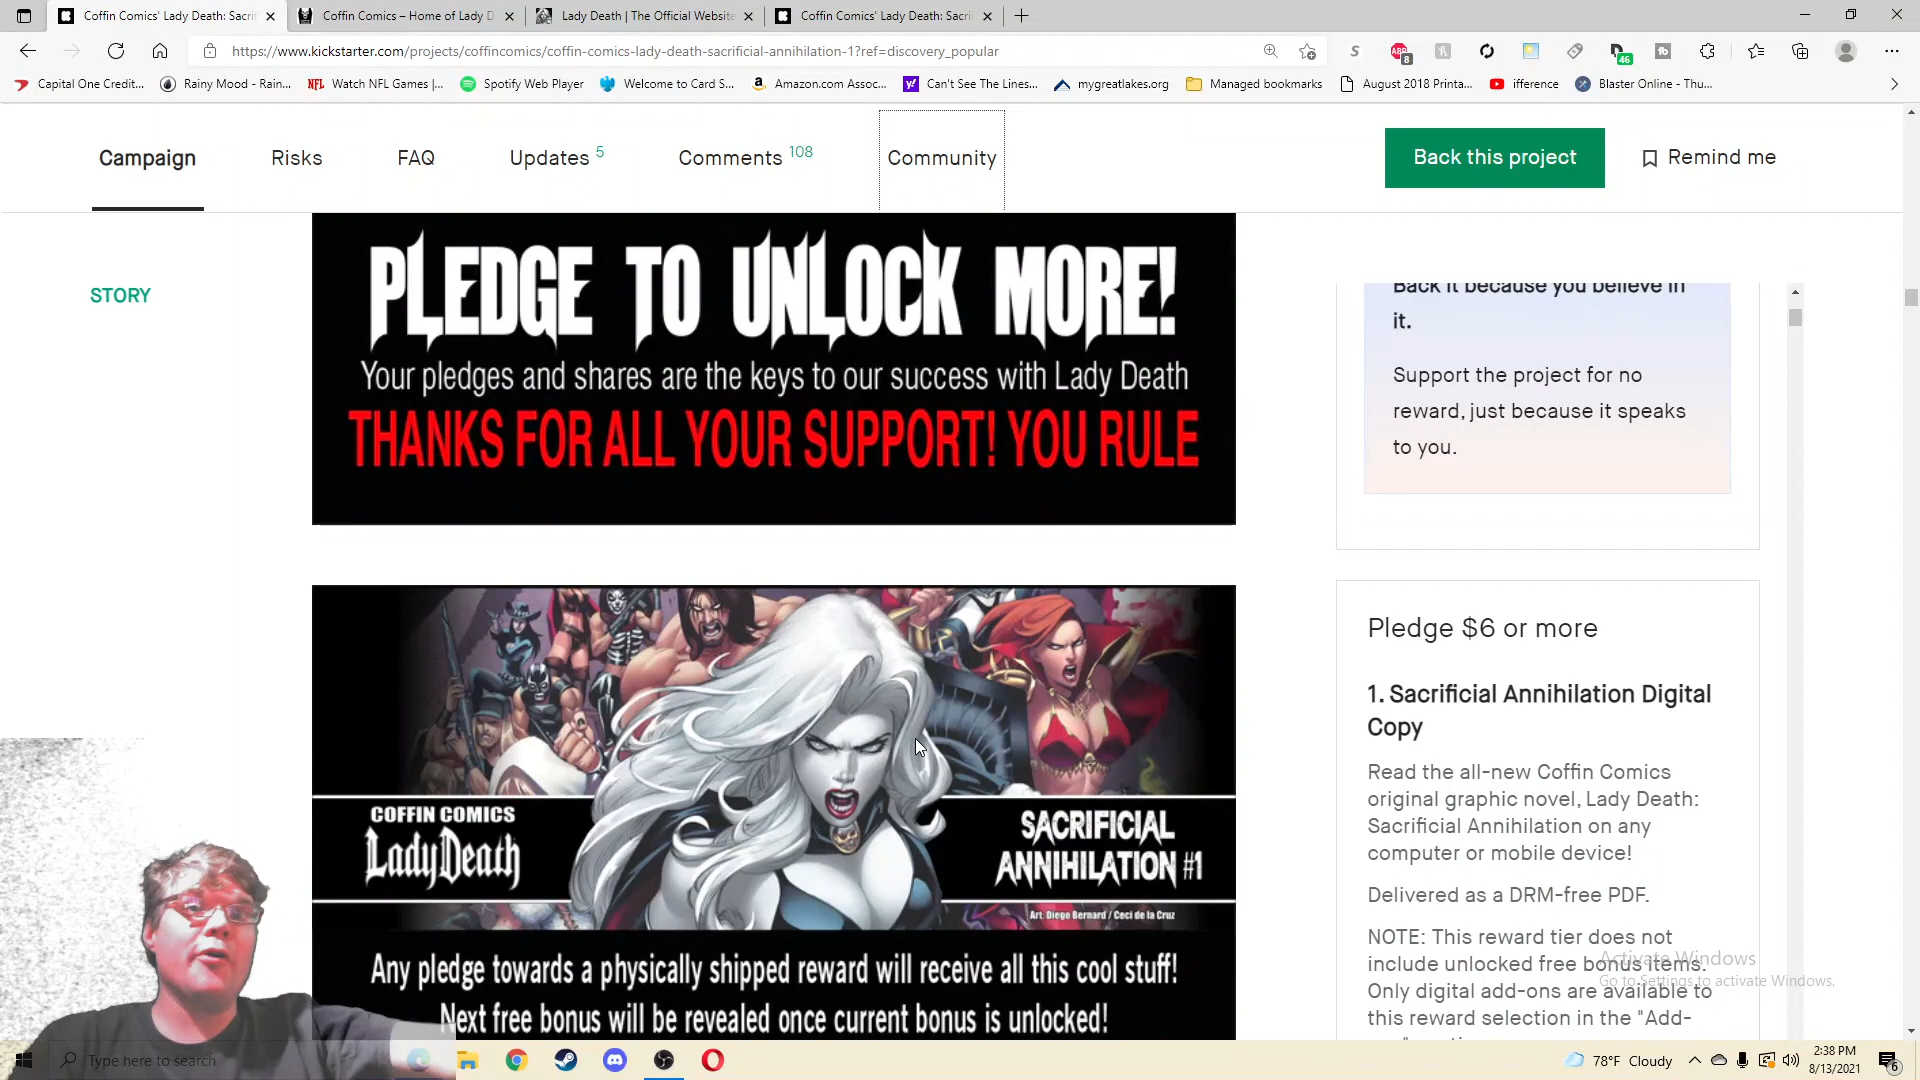 Coffin Comics' Lady Death: Sacri
Coffin Comics – Home of Lady D
Lady Death | The Official Website
Coffin Comics' Lady Death: Sacri
https://www.kickstarter.com/projects/coffincomics/coffin-comics-lady-death-sacrificial-annihilation-1?ref=discovery_popular
Capital One Credit...
Rainy Mood - Rain...
Watch NFL Games |...
Spotify Web Player
Welcome to Card S...
Amazon.com Assoc...
Can't See The Lines...
mygreatlakes.org
Managed bookmarks
August 2018 Printa...
ifference
Blaster Online - Thu...
Campaign
Risks
FAQ
Updates 5
Comments 108
Community
Back this project
Remind me
STORY
PLEDGE TO UNLOCK MORE!
Your pledges and shares are the keys to our success with Lady Death
THANKS FOR ALL YOUR SUPPORT! YOU RULE
COFFIN COMICS
Lady Death
SACRIFICIAL
ANNIHILATION #1
Art: Diego Bernard / Ceci de la Cruz
Any pledge towards a physically shipped reward will receive all this cool stuff!
Next free bonus will be revealed once current bonus is unlocked!
Back it because you believe in
it.
Support the project for no
reward, just because it speaks
to you.
Pledge $6 or more
1. Sacrificial Annihilation Digital
Copy
Read the all-new Coffin Comics
original graphic novel, Lady Death:
Sacrificial Annihilation on any
computer or mobile device!
Delivered as a DRM-free PDF.
NOTE: This reward tier does not
include unlocked free bonus items.
Only digital add-ons are available to
this reward selection in the "Add-
Activate Windows
Go to Settings to activate Windows.
Type here to search
78°F Cloudy
2:38 PM
8/13/2021
6